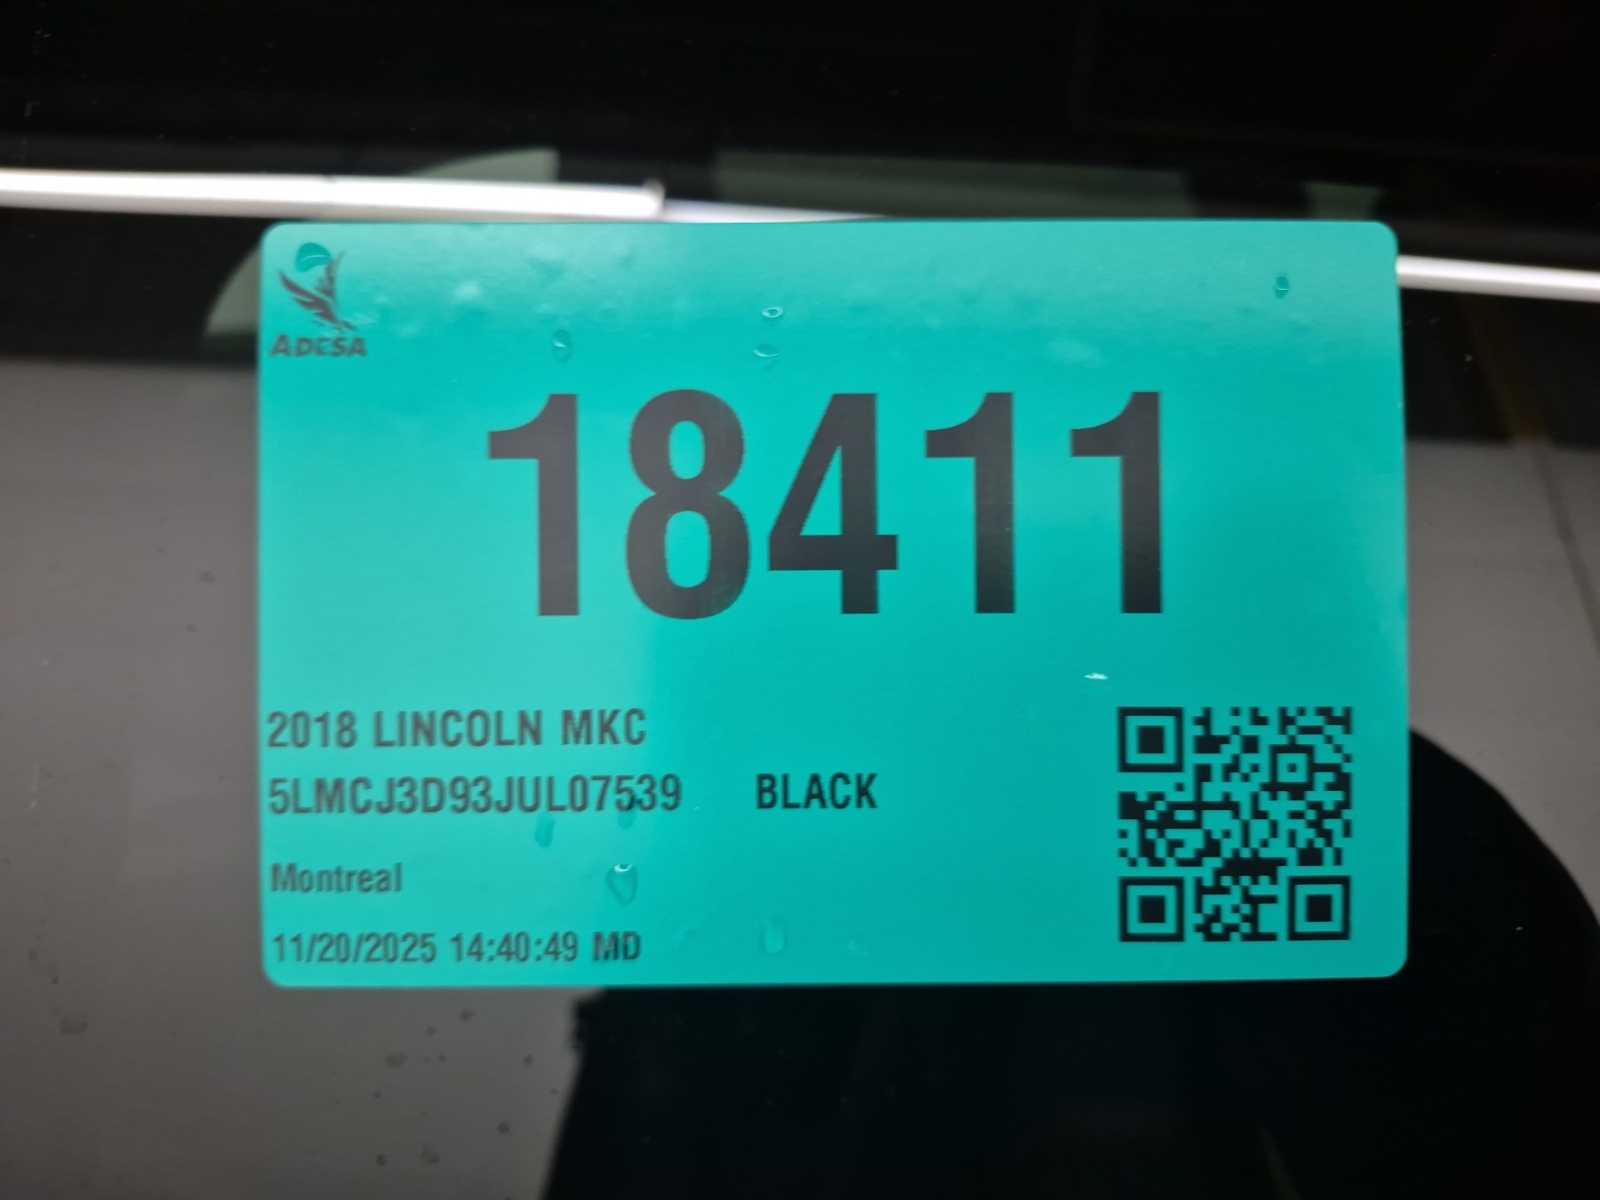 ADESA
18411
2018 LINCOLN MKC
5LMCJ3D93JUL07539 BLACK
Montreal
11/20/2025 14:40:49 MD